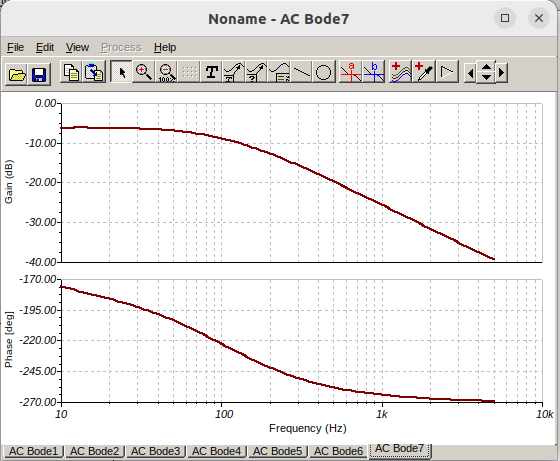 Noname - AC Bode7
File Edit View Process Help
100% T ? a b
0.00
-10.00
-20.00
-30.00
-40.00
Gain (dB)
-170.00
-195.00
-220.00
-245.00
-270.00
Phase [deg]
10 100 1k 10k
Frequency (Hz)
AC Bode1 AC Bode2 AC Bode3 AC Bode4 AC Bode5 AC Bode6 AC Bode7